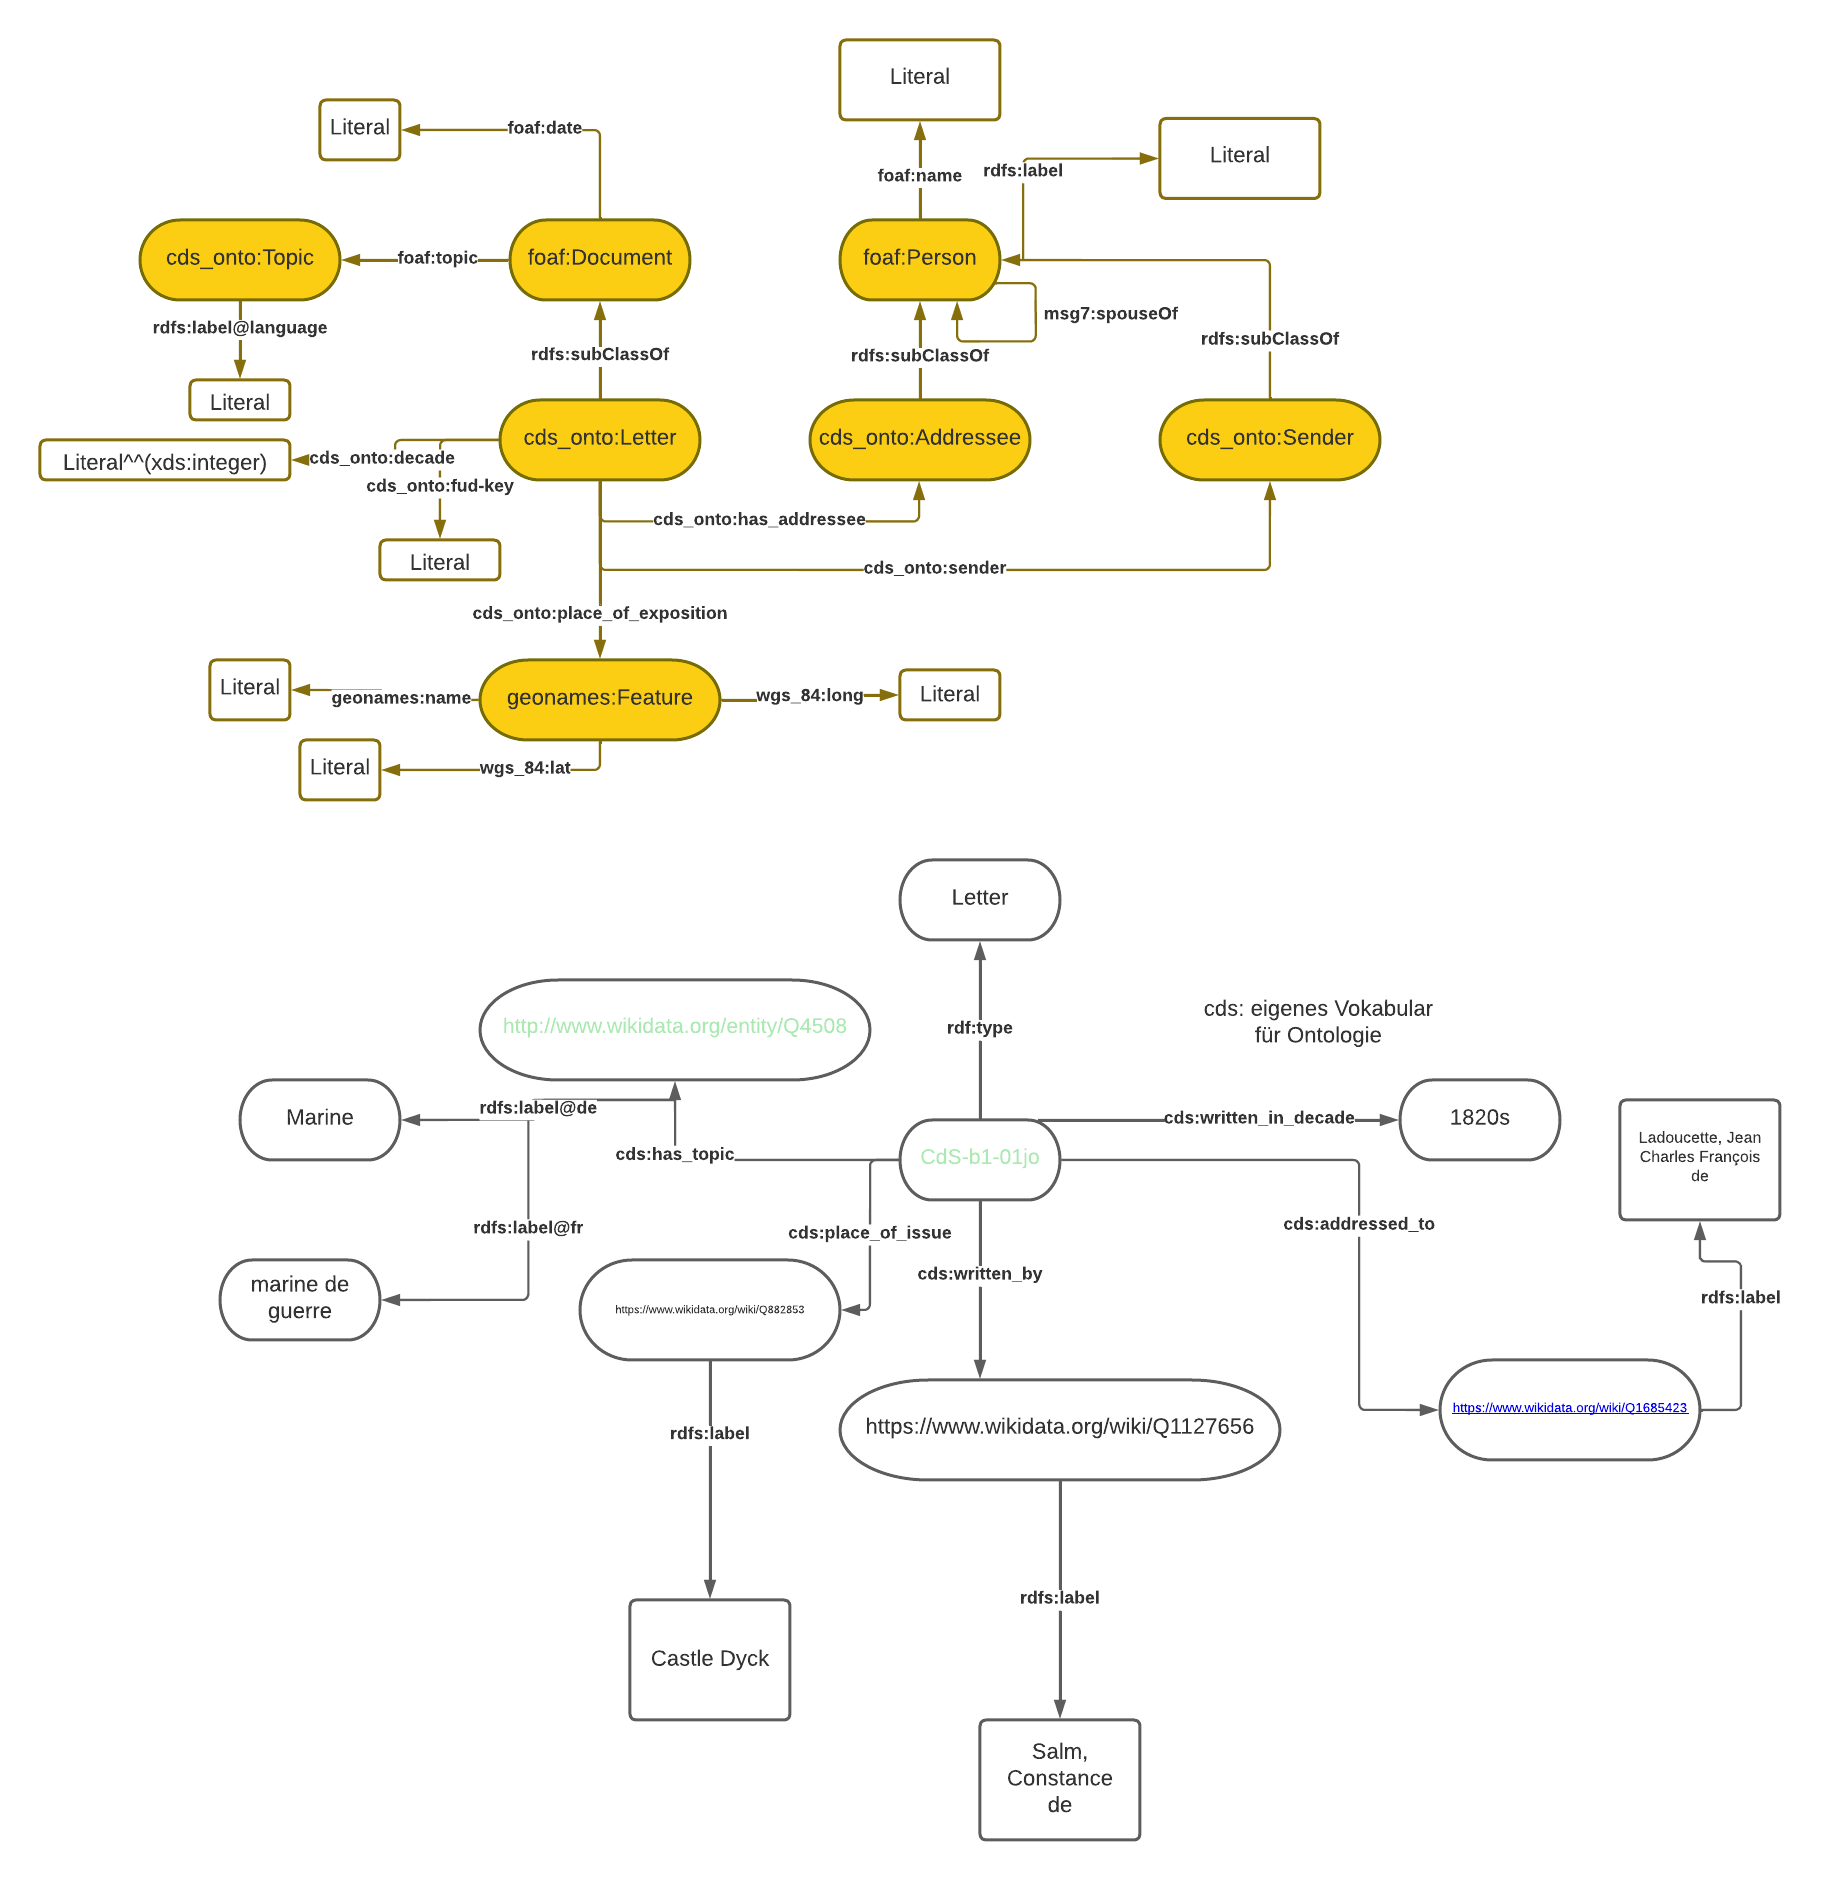 Literal
Literal
foaf:date
Literal
foaf:name
rdfs:label
cds_onto:Topic
foaf:topic
foaf:Document
foaf:Person
rdfs:label@language
msg7:spouseOf
rdfs:subClassOf
rdfs:subClassOf
rdfs:subClassOf
Literal
cds_onto:Letter
cds_onto:Addressee
cds_onto:Sender
Literal^^(xds:integer)
cds_onto:decade
cds_onto:fud-key
cds_onto:has_addressee
Literal
cds_onto:sender
cds_onto:place_of_exposition
Literal
geonames:name
geonames:Feature
wgs_84:long
Literal
Literal
wgs_84:lat
Letter
http://www.wikidata.org/entity/Q4508
rdf:type
cds: eigenes Vokabular
für Ontologie
Marine
rdfs:label@de
cds:has_topic
CdS-b1-01jo
cds:written_in_decade
1820s
Ladoucette, Jean
Charles François
de
rdfs:label@fr
cds:place_of_issue
cds:addressed_to
marine de
guerre
https://www.wikidata.org/wiki/Q882853
cds:written_by
rdfs:label
https://www.wikidata.org/wiki/Q1127656
https://www.wikidata.org/wiki/Q1685423
rdfs:label
rdfs:label
Castle Dyck
Salm,
Constance
de